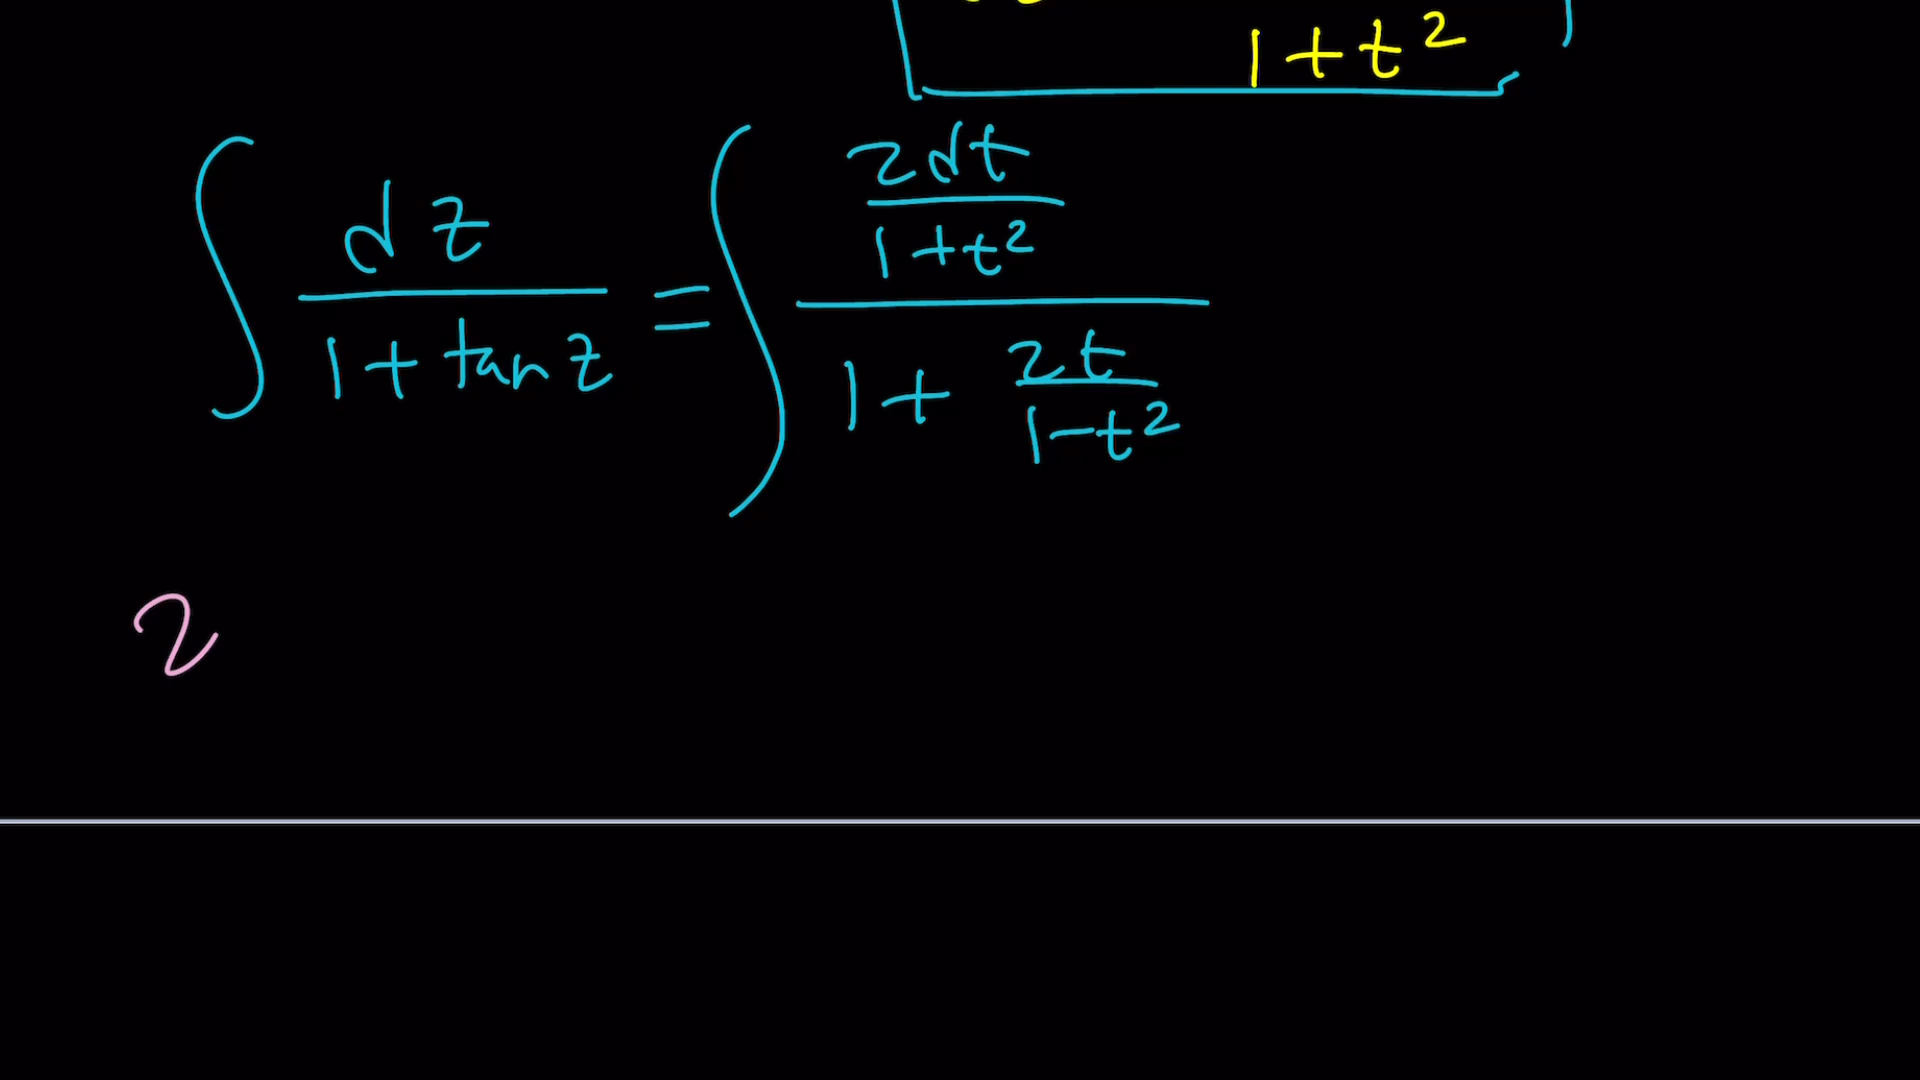 1+t²
∫ dz / (1 + tan z) = ∫ (2dt / (1+t²)) / (1 + 2t / (1-t²))
2